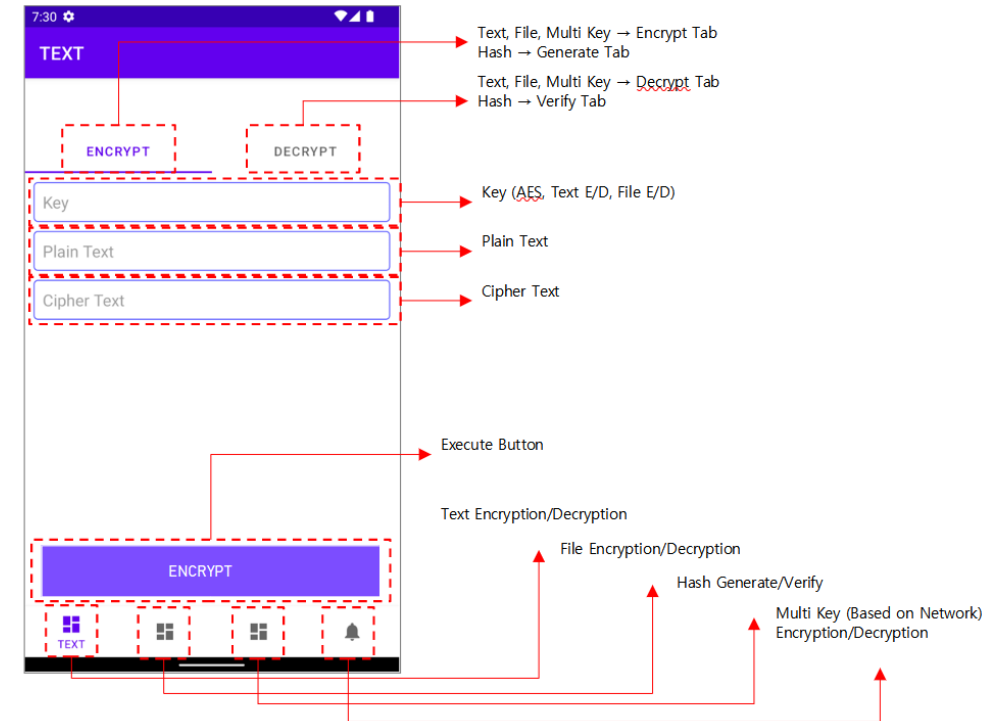 7:30
TEXT
Text, File, Multi Key → Encrypt Tab
Hash → Generate Tab
Text, File, Multi Key → Decrypt Tab
Hash → Verify Tab
ENCRYPT
DECRYPT
Key
Key (AES, Text E/D, File E/D)
Plain Text
Plain Text
Cipher Text
Cipher Text
Execute Button
Text Encryption/Decryption
File Encryption/Decryption
ENCRYPT
Hash Generate/Verify
Multi Key (Based on Network)
Encryption/Decryption
TEXT